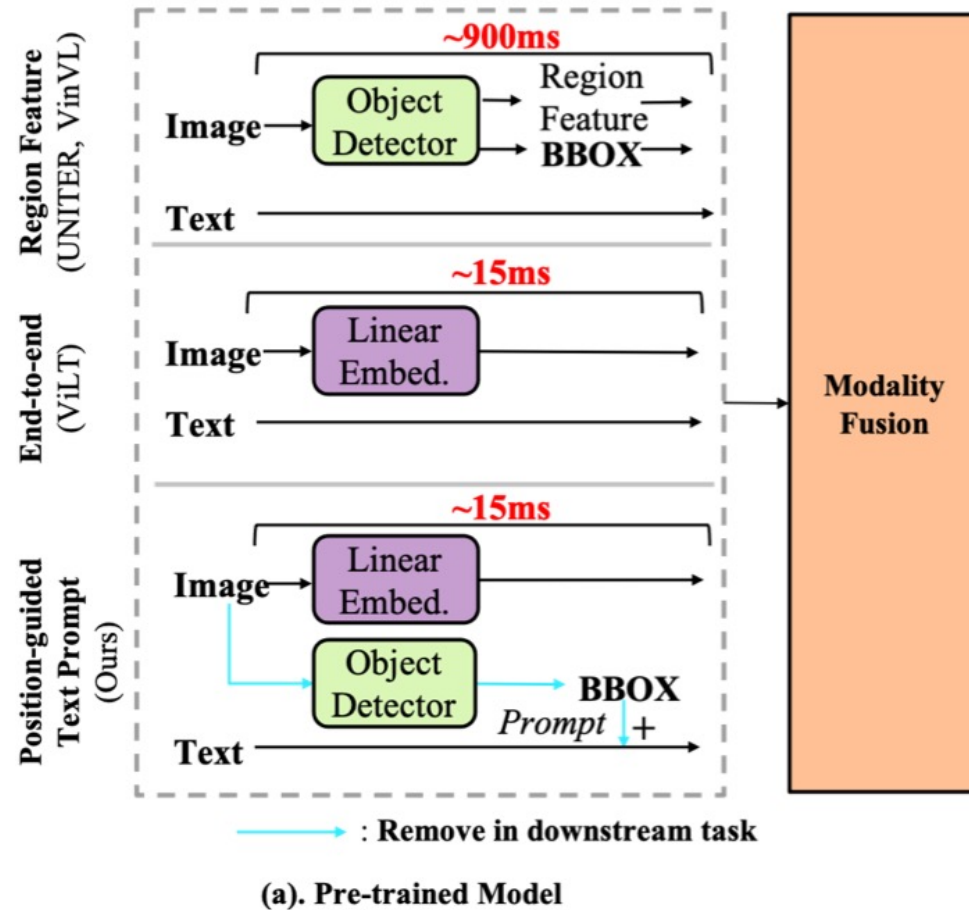 Region Feature
(UNITER, VinVL)
~900ms
Image
Object
Detector
Region
Feature
BBOX
Text
End-to-end
(ViLT)
~15ms
Image
Linear
Embed.
Text
Position-guided
Text Prompt
(Ours)
~15ms
Image
Linear
Embed.
Object
Detector
BBOX
Prompt +
Text
Modality
Fusion
: Remove in downstream task
(a). Pre-trained Model